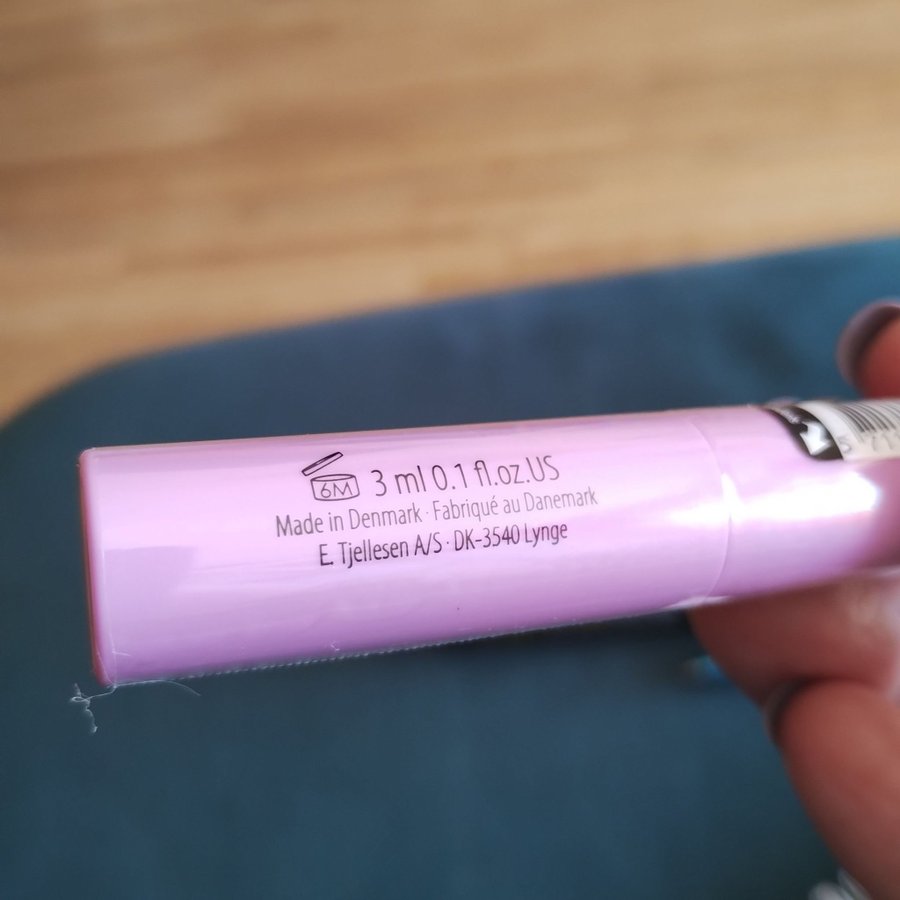 6M 3 ml 0.1 fl.oz.US
Made in Denmark · Fabriqué au Danemark
E. Tjellesen A/S · DK-3540 Lynge